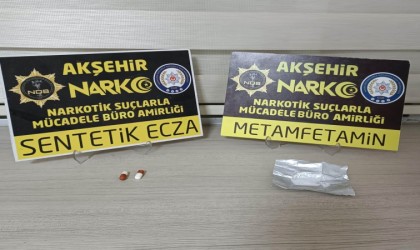 AKŞEHİR
NARKO
NARKOTİK SUÇLARLA
MÜCADELE BÜRO AMİRLİĞİ
SENTETİK ECZA
AKŞEHİR
NARKO
NARKOTİK SUÇLARLA
MÜCADELE BÜRO AMİRLİĞİ
METAMFETAMİN